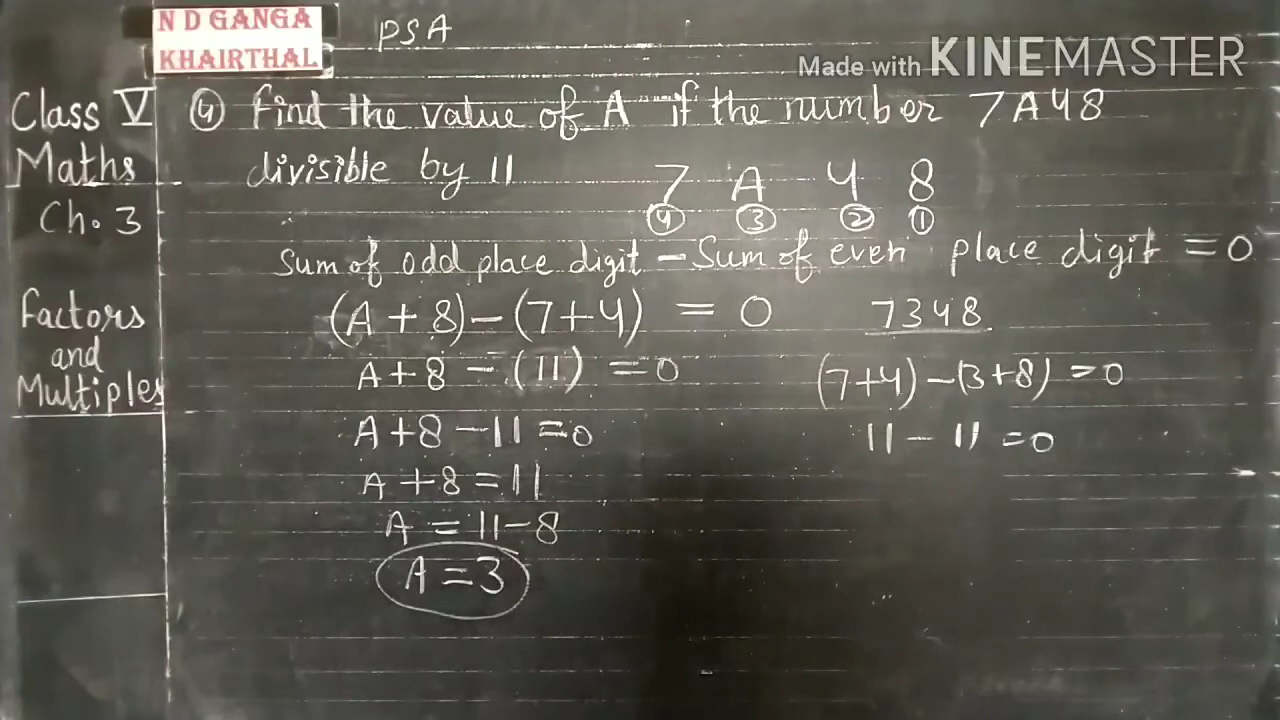 N D GANGA
KHAIRTHAL
PSA
Made with KINEMASTER
Class V
Maths
Ch. 3
Factors
and
Multiples
④ Find the value of A if the number 7A48
divisible by 11
7 A 4 8
④ ③ ② ①
Sum of odd place digit - Sum of even place digit = 0
(A + 8) - (7+4) = 0
A + 8 - (11) = 0
A + 8 - 11 = 0
A + 8 = 11
A = 11 - 8
A = 3
7348
(7+4) - (3+8) = 0
11 - 11 = 0